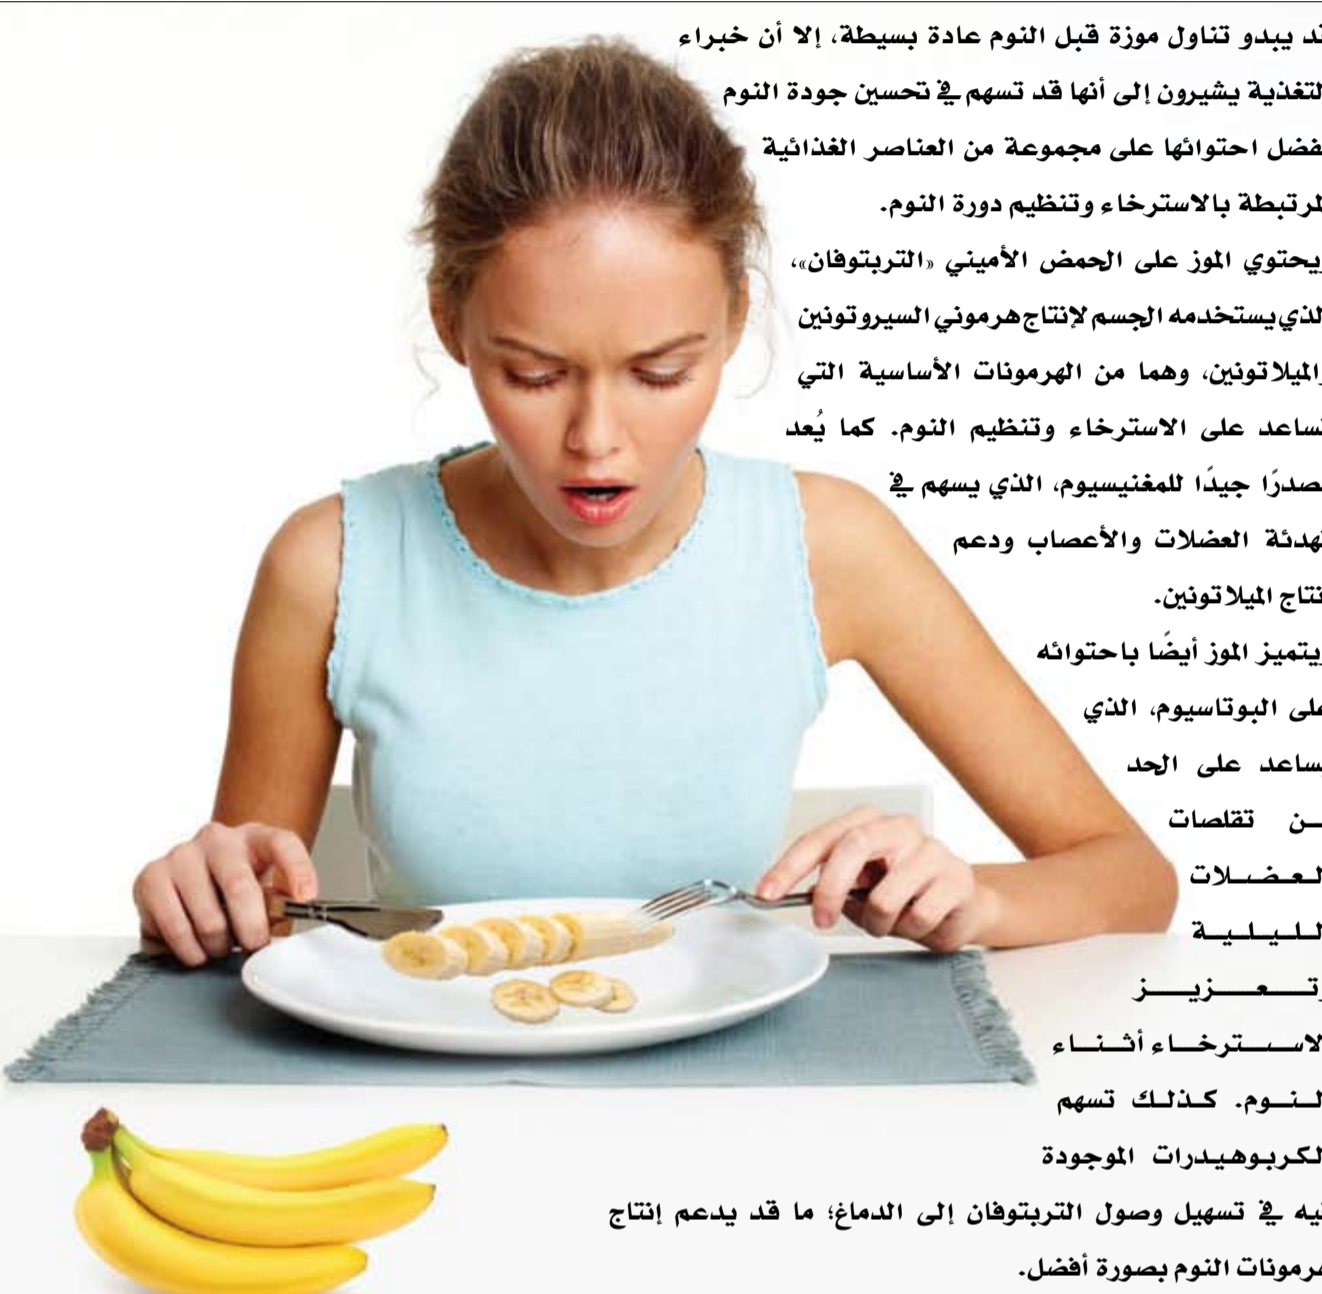 قد يبدو تناول موزة قبل النوم عادة بسيطة، إلا أن خبراء
التغذية يشيرون إلى أنها قد تسهم في تحسين جودة النوم
بفضل احتوائها على مجموعة من العناصر الغذائية
المرتبطة بالاسترخاء وتنظيم دورة النوم.
ويحتوي الموز على الحمض الأميني «التربتوفان»،
الذي يستخدمه الجسم لإنتاج هرموني السيروتونين
والميلاتونين، وهما من الهرمونات الأساسية التي
تساعد على الاسترخاء وتنظيم النوم. كما يُعد
مصدرًا جيدًا للمغنيسيوم، الذي يسهم في
تهدئة العضلات والأعصاب ودعم
إنتاج الميلاتونين.
ويتميز الموز أيضًا باحتوائه
على البوتاسيوم، الذي
يساعد على الحد
من تقلصات
العضلات
الليلية
وتعزيز
الاسترخاء أثناء
النوم. كذلك تسهم
الكربوهيدرات الموجودة
فيه في تسهيل وصول التربتوفان إلى الدماغ؛ ما قد يدعم إنتاج
هرمونات النوم بصورة أفضل.